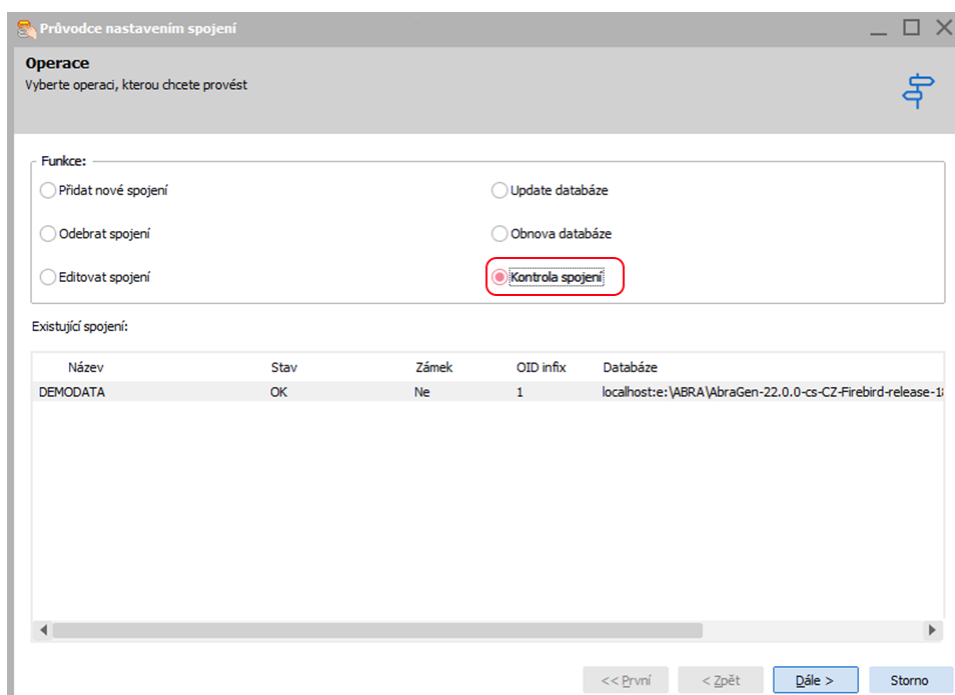 Průvodce nastavením spojení
Operace
Vyberte operaci, kterou chcete provést
Funkce:
Přidat nové spojení
Update databáze
Odebrat spojení
Obnova databáze
Editovat spojení
Kontrola spojení
Existující spojení:
Název Stav Zámek OID infix Databáze
DEMODATA OK Ne 1 localhost:e:\ABRA\AbraGen-22.0.0-cs-CZ-Firebird-release-18
<< První < Zpět Dále > Storno